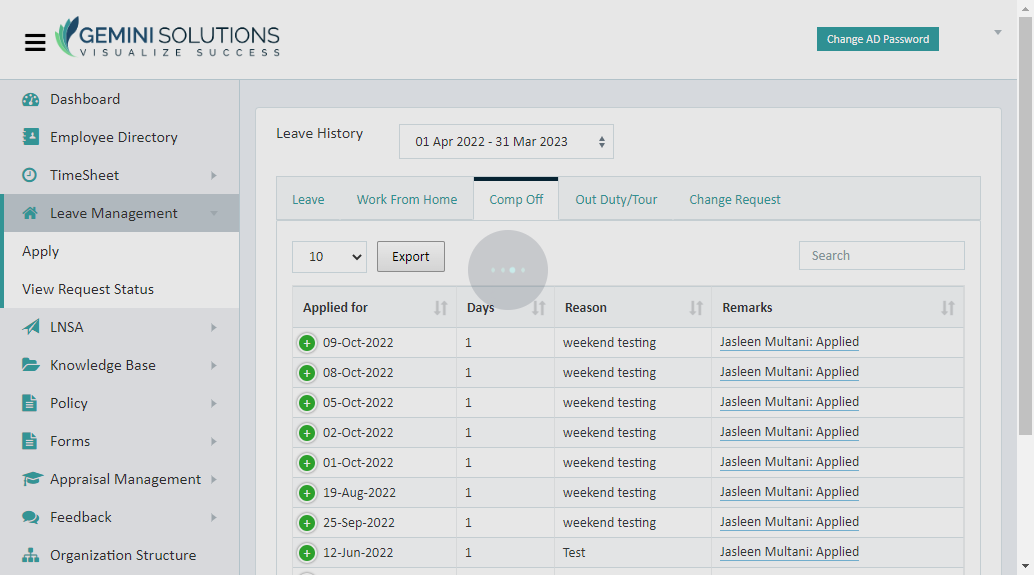 GEMINI SOLUTIONS
VISUALIZE SUCCESS
Change AD Password
Dashboard
Employee Directory
TimeSheet
Leave Management
Apply
View Request Status
LNSA
Knowledge Base
Policy
Forms
Appraisal Management
Feedback
Organization Structure
Leave History
01 Apr 2022 - 31 Mar 2023
Leave Work From Home Comp Off Out Duty/Tour Change Request
10 Export Search
Applied for Days Reason Remarks
09-Oct-2022 1 weekend testing Jasleen Multani: Applied
08-Oct-2022 1 weekend testing Jasleen Multani: Applied
05-Oct-2022 1 weekend testing Jasleen Multani: Applied
02-Oct-2022 1 weekend testing Jasleen Multani: Applied
01-Oct-2022 1 weekend testing Jasleen Multani: Applied
19-Aug-2022 1 weekend testing Jasleen Multani: Applied
25-Sep-2022 1 weekend testing Jasleen Multani: Applied
12-Jun-2022 1 Test Jasleen Multani: Applied